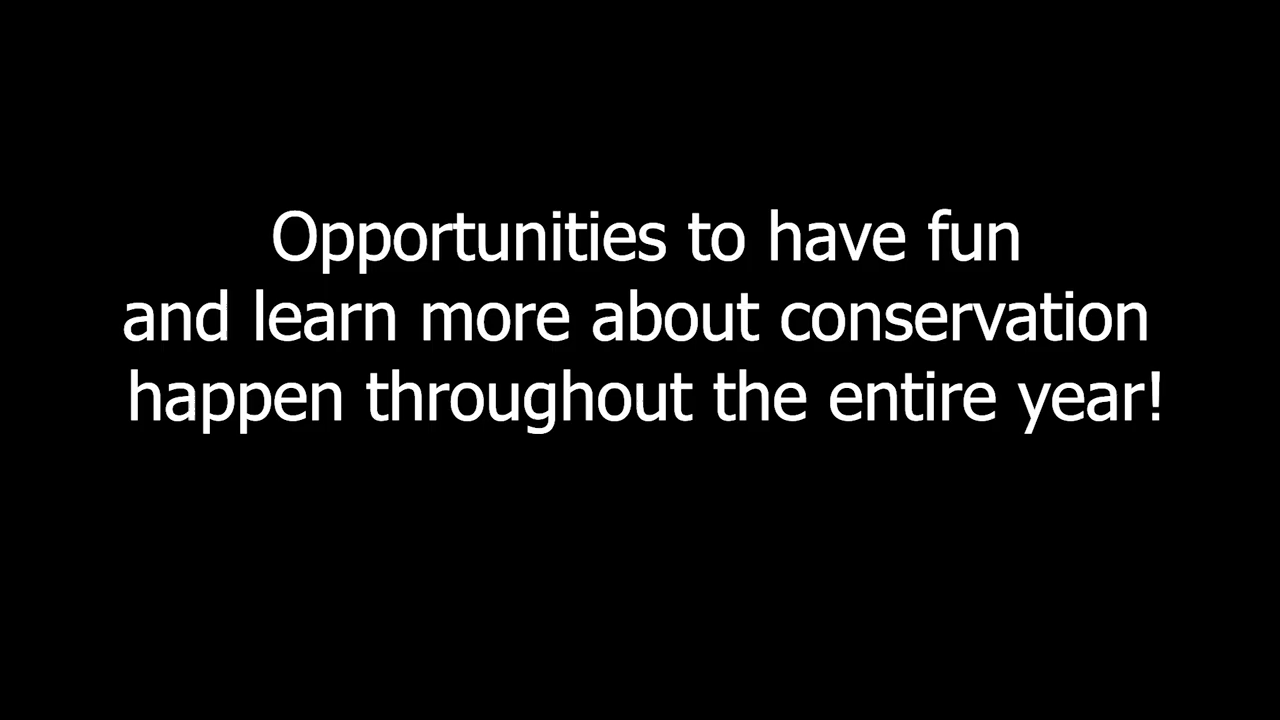 Opportunities to have fun
and learn more about conservation
happen throughout the entire year!